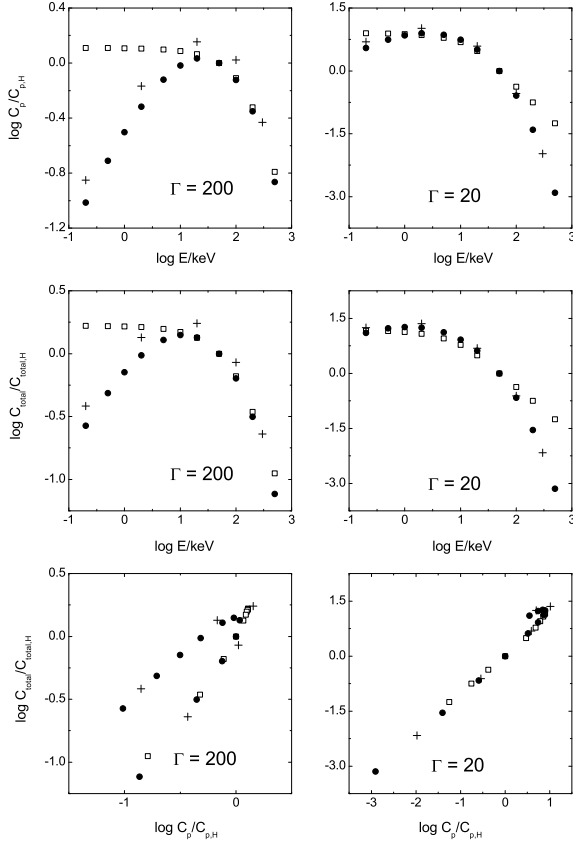 0.4
0.0
-0.4
-0.8
-1.2
log C_p/C_p,H
Γ = 200
-1 0 1 2 3
log E/keV
1.5
0.0
-1.5
-3.0
Γ = 20
-1 0 1 2 3
log E/keV
0.5
0.0
-0.5
-1.0
log C_total/C_total,H
Γ = 200
-1 0 1 2 3
log E/keV
1.5
0.0
-1.5
-3.0
Γ = 20
-1 0 1 2 3
log E/keV
0.5
0.0
-0.5
-1.0
log C_total/C_total,H
Γ = 200
-1 0
log C_p/C_p,H
1.5
0.0
-1.5
-3.0
Γ = 20
-3 -2 -1 0 1
log C_p/C_p,H